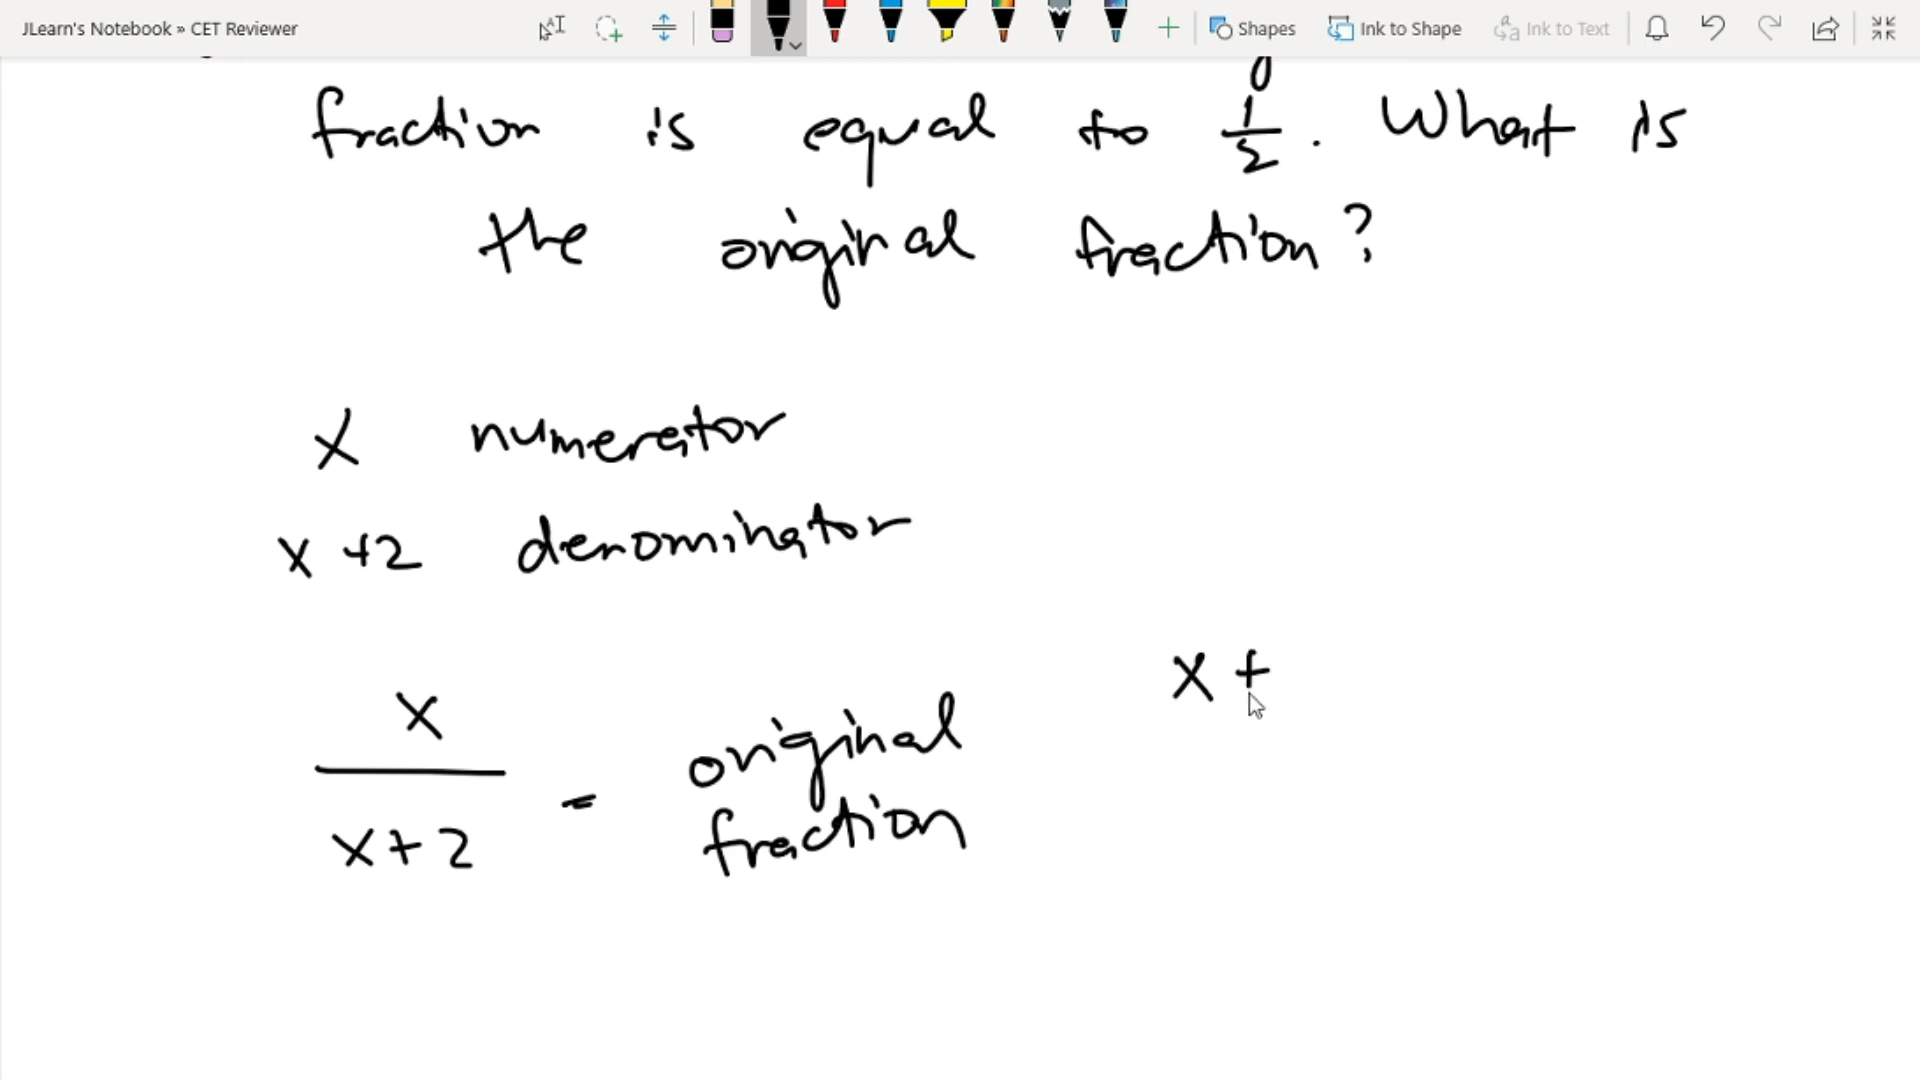 JLearn's Notebook » CET Reviewer
Shapes
Ink to Shape
Ink to Text
fraction is equal to 1/2. What is
the original fraction?
x numerator
x +2 denominator
x
x+2
= original
fraction
x +